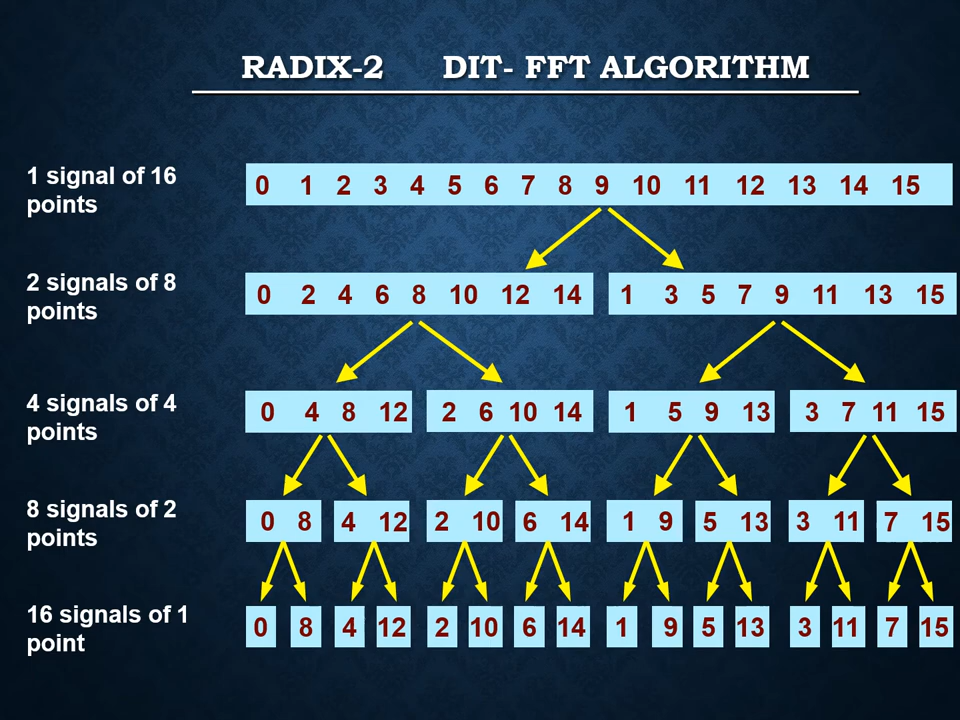 RADIX-2 DIT- FFT ALGORITHM
1 signal of 16
points
0 1 2 3 4 5 6 7 8 9 10 11 12 13 14 15
2 signals of 8
points
0 2 4 6 8 10 12 14 1 3 5 7 9 11 13 15
4 signals of 4
points
0 4 8 12 2 6 10 14 1 5 9 13 3 7 11 15
8 signals of 2
points
0 8 4 12 2 10 6 14 1 9 5 13 3 11 7 15
16 signals of 1
point
0 8 4 12 2 10 6 14 1 9 5 13 3 11 7 15